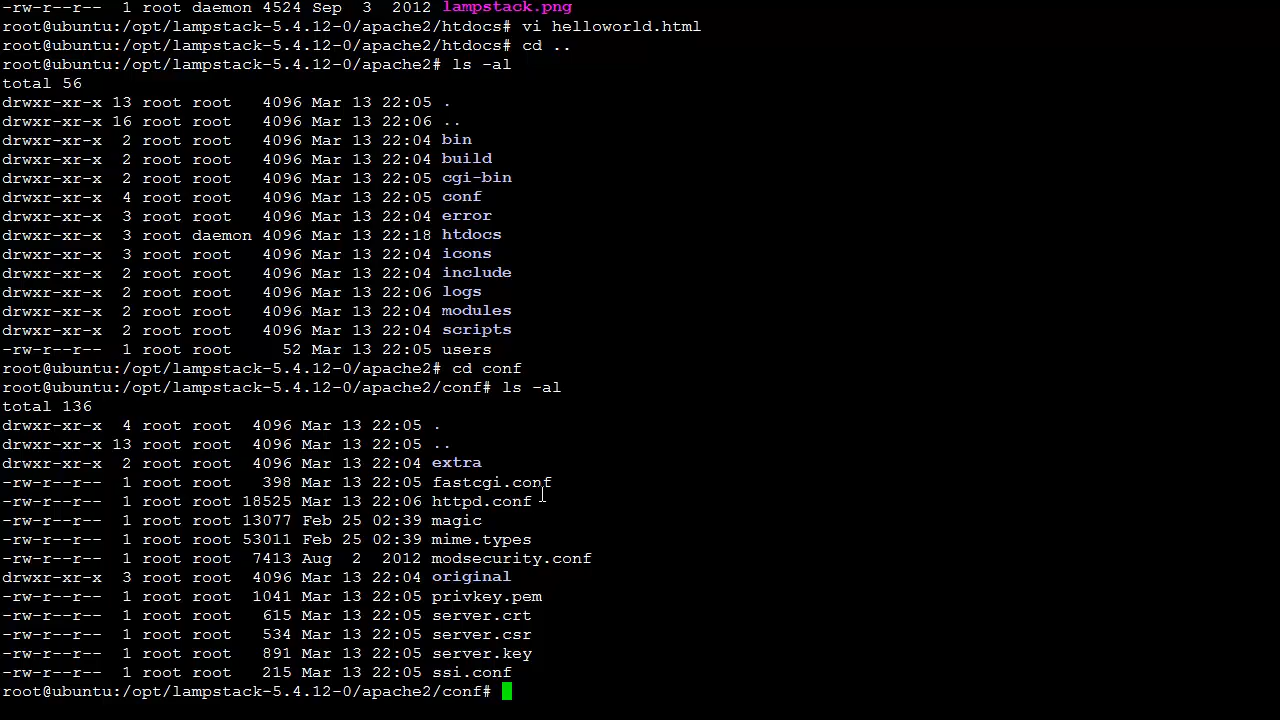 -rw-r--r-- 1 root daemon 4524 Sep 3 2012 lampstack.png
root@ubuntu:/opt/lampstack-5.4.12-0/apache2/htdocs# vi helloworld.html
root@ubuntu:/opt/lampstack-5.4.12-0/apache2/htdocs# cd ..
root@ubuntu:/opt/lampstack-5.4.12-0/apache2# ls -al
total 56
drwxr-xr-x 13 root root 4096 Mar 13 22:05 .
drwxr-xr-x 16 root root 4096 Mar 13 22:06 ..
drwxr-xr-x 2 root root 4096 Mar 13 22:04 bin
drwxr-xr-x 2 root root 4096 Mar 13 22:04 build
drwxr-xr-x 2 root root 4096 Mar 13 22:05 cgi-bin
drwxr-xr-x 4 root root 4096 Mar 13 22:05 conf
drwxr-xr-x 3 root root 4096 Mar 13 22:04 error
drwxr-xr-x 3 root daemon 4096 Mar 13 22:18 htdocs
drwxr-xr-x 3 root root 4096 Mar 13 22:04 icons
drwxr-xr-x 2 root root 4096 Mar 13 22:04 include
drwxr-xr-x 2 root root 4096 Mar 13 22:06 logs
drwxr-xr-x 2 root root 4096 Mar 13 22:04 modules
drwxr-xr-x 2 root root 4096 Mar 13 22:04 scripts
-rw-r--r-- 1 root root 52 Mar 13 22:05 users
root@ubuntu:/opt/lampstack-5.4.12-0/apache2# cd conf
root@ubuntu:/opt/lampstack-5.4.12-0/apache2/conf# ls -al
total 136
drwxr-xr-x 4 root root 4096 Mar 13 22:05 .
drwxr-xr-x 13 root root 4096 Mar 13 22:05 ..
drwxr-xr-x 2 root root 4096 Mar 13 22:04 extra
-rw-r--r-- 1 root root 398 Mar 13 22:05 fastcgi.conf
-rw-r--r-- 1 root root 18525 Mar 13 22:06 httpd.conf
-rw-r--r-- 1 root root 13077 Feb 25 02:39 magic
-rw-r--r-- 1 root root 53011 Feb 25 02:39 mime.types
-rw-r--r-- 1 root root 7413 Aug 2 2012 modsecurity.conf
drwxr-xr-x 3 root root 4096 Mar 13 22:04 original
-rw-r--r-- 1 root root 1041 Mar 13 22:05 privkey.pem
-rw-r--r-- 1 root root 615 Mar 13 22:05 server.crt
-rw-r--r-- 1 root root 534 Mar 13 22:05 server.csr
-rw-r--r-- 1 root root 891 Mar 13 22:05 server.key
-rw-r--r-- 1 root root 215 Mar 13 22:05 ssi.conf
root@ubuntu:/opt/lampstack-5.4.12-0/apache2/conf#